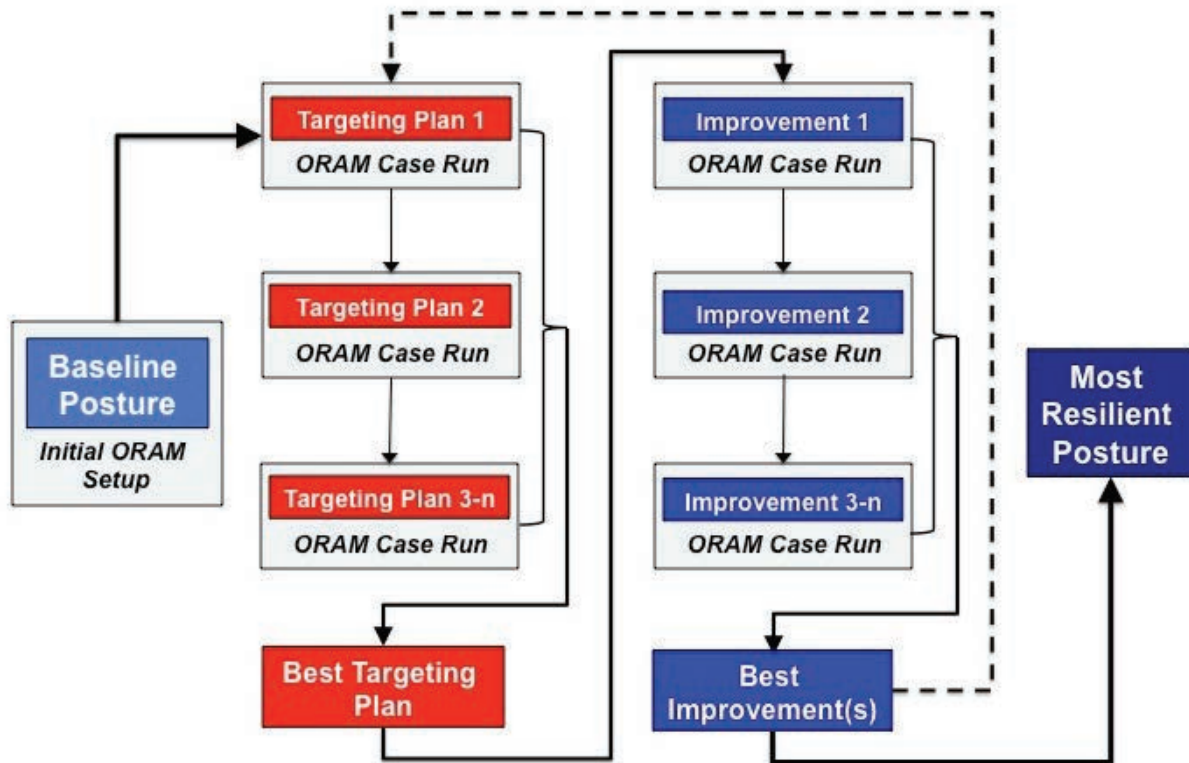 Baseline
Posture
Initial ORAM
Setup
Targeting Plan 1
ORAM Case Run
Targeting Plan 2
ORAM Case Run
Targeting Plan 3-n
ORAM Case Run
Best Targeting
Plan
Improvement 1
ORAM Case Run
Improvement 2
ORAM Case Run
Improvement 3-n
ORAM Case Run
Best
Improvement(s)
Most
Resilient
Posture